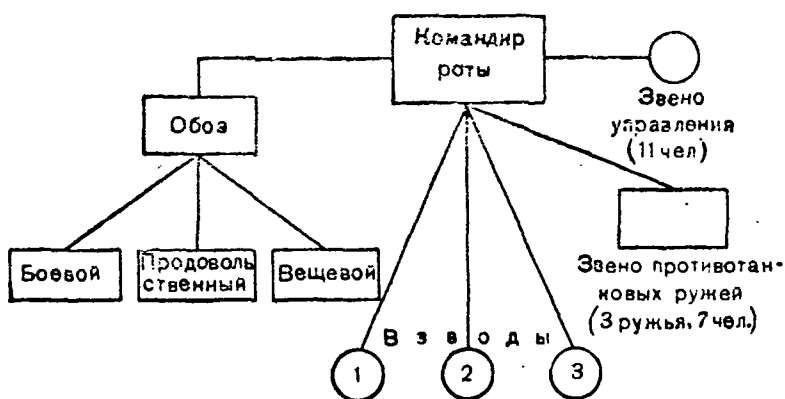 Командир
роты
Обоз
Звено
управления
(11 чел)
Боевой
Продоволь
ственный
Вещевой
Звено противотан-
ковых ружей
(3 ружья, 7 чел.)
Взводы
1
2
3